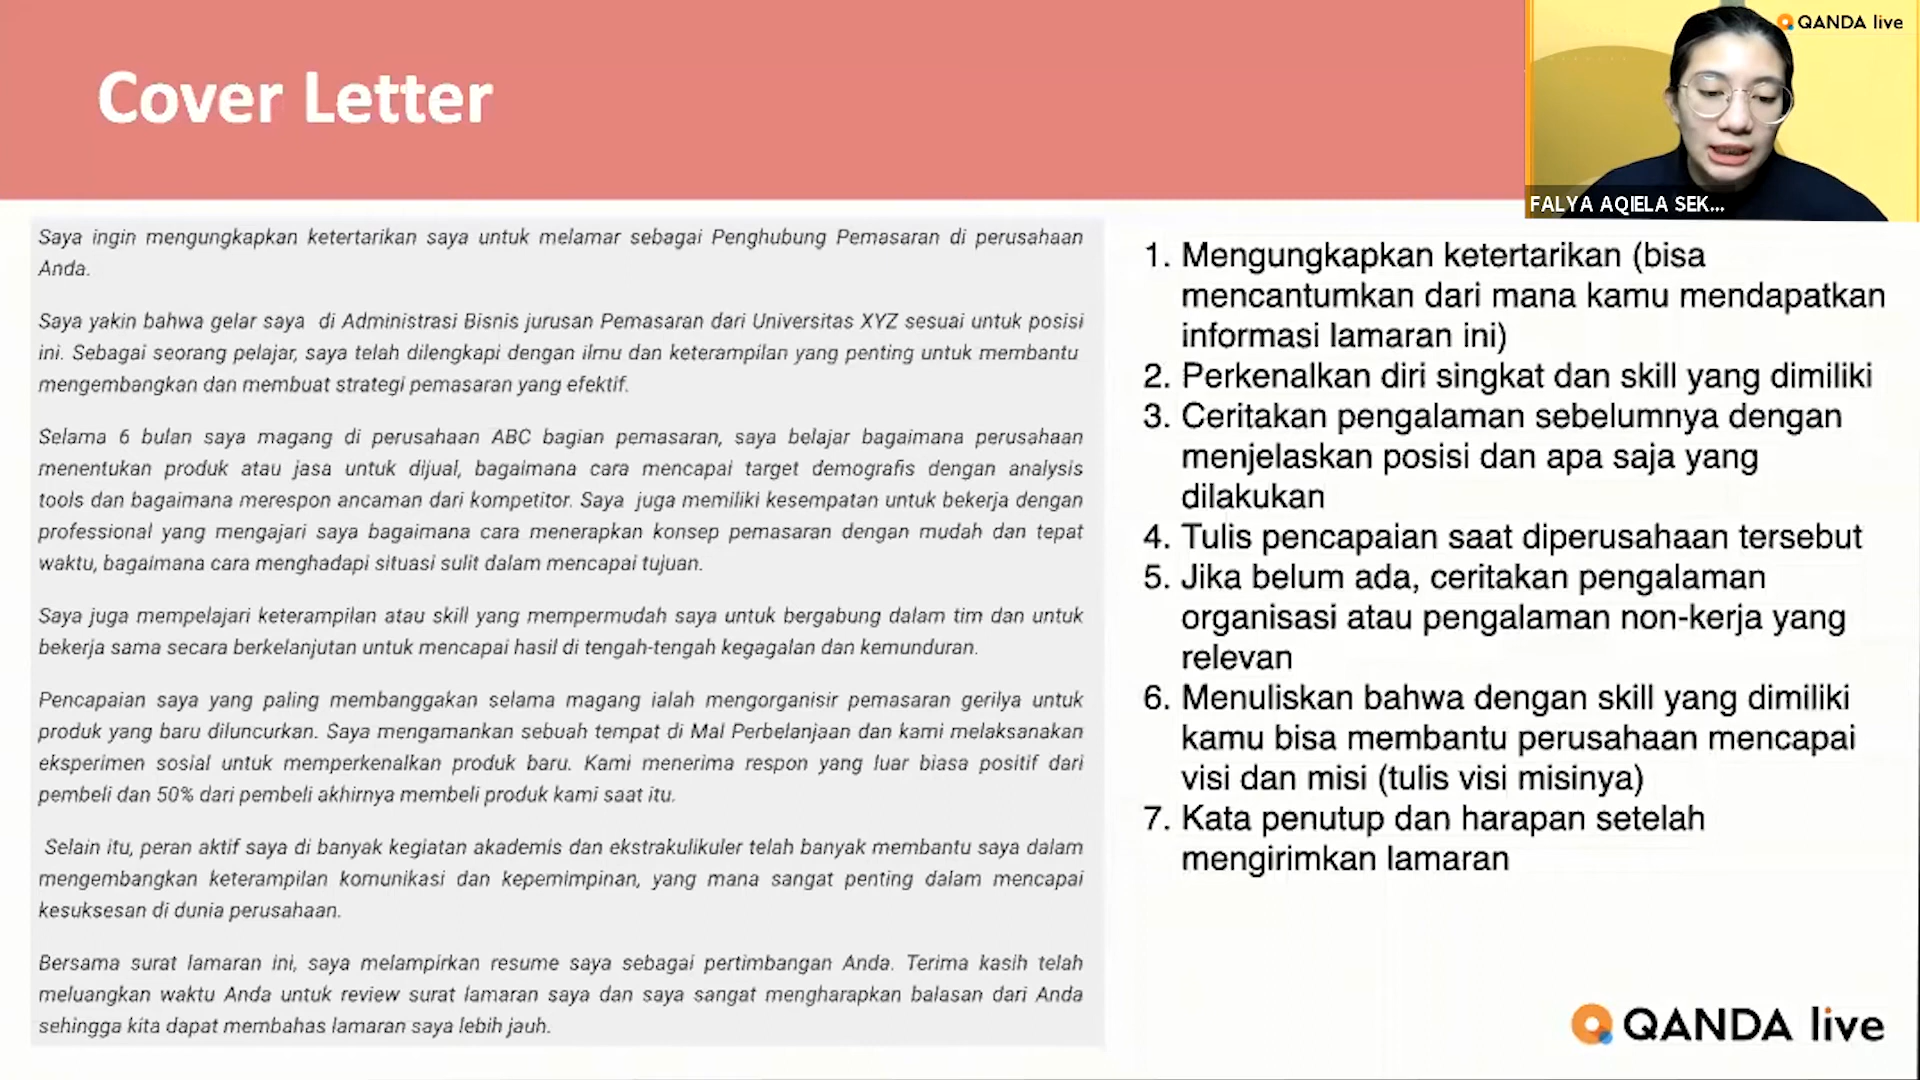 QANDA live
Cover Letter
FALYA AQIELA SEK...
Saya ingin mengungkapkan ketertarikan saya untuk melamar sebagai Penghubung Pemasaran di perusahaan
Anda.
Saya yakin bahwa gelar saya di Administrasi Bisnis jurusan Pemasaran dari Universitas XYZ sesuai untuk posisi
ini. Sebagai seorang pelajar, saya telah dilengkapi dengan ilmu dan keterampilan yang penting untuk membantu
mengembangkan dan membuat strategi pemasaran yang efektif.
Selama 6 bulan saya magang di perusahaan ABC bagian pemasaran, saya belajar bagaimana perusahaan
menentukan produk atau jasa untuk dijual, bagaimana cara mencapai target demografis dengan analysis
tools dan bagaimana merespon ancaman dari kompetitor. Saya juga memiliki kesempatan untuk bekerja dengan
professional yang mengajari saya bagaimana cara menerapkan konsep pemasaran dengan mudah dan tepat
waktu, bagaimana cara menghadapi situasi sulit dalam mencapai tujuan.
Saya juga mempelajari keterampilan atau skill yang mempermudah saya untuk bergabung dalam tim dan untuk
bekerja sama secara berkelanjutan untuk mencapai hasil di tengah-tengah kegagalan dan kemunduran.
Pencapaian saya yang paling membanggakan selama magang ialah mengorganisir pemasaran gerilya untuk
produk yang baru diluncurkan. Saya mengamankan sebuah tempat di Mal Perbelanjaan dan kami melaksanakan
eksperimen sosial untuk memperkenalkan produk baru. Kami menerima respon yang luar biasa positif dari
pembeli dan 50% dari pembeli akhirnya membeli produk kami saat itu.
Selain itu, peran aktif saya di banyak kegiatan akademis dan ekstrakulikuler telah banyak membantu saya dalam
mengembangkan keterampilan komunikasi dan kepemimpinan, yang mana sangat penting dalam mencapai
kesuksesan di dunia perusahaan.
Bersama surat lamaran ini, saya melampirkan resume saya sebagai pertimbangan Anda. Terima kasih telah
meluangkan waktu Anda untuk review surat lamaran saya dan saya sangat mengharapkan balasan dari Anda
sehingga kita dapat membahas lamaran saya lebih jauh.
1. Mengungkapkan ketertarikan (bisa
mencantumkan dari mana kamu mendapatkan
informasi lamaran ini)
2. Perkenalkan diri singkat dan skill yang dimiliki
3. Ceritakan pengalaman sebelumnya dengan
menjelaskan posisi dan apa saja yang
dilakukan
4. Tulis pencapaian saat diperusahaan tersebut
5. Jika belum ada, ceritakan pengalaman
organisasi atau pengalaman non-kerja yang
relevan
6. Menuliskan bahwa dengan skill yang dimiliki
kamu bisa membantu perusahaan mencapai
visi dan misi (tulis visi misinya)
7. Kata penutup dan harapan setelah
mengirimkan lamaran
QANDA live